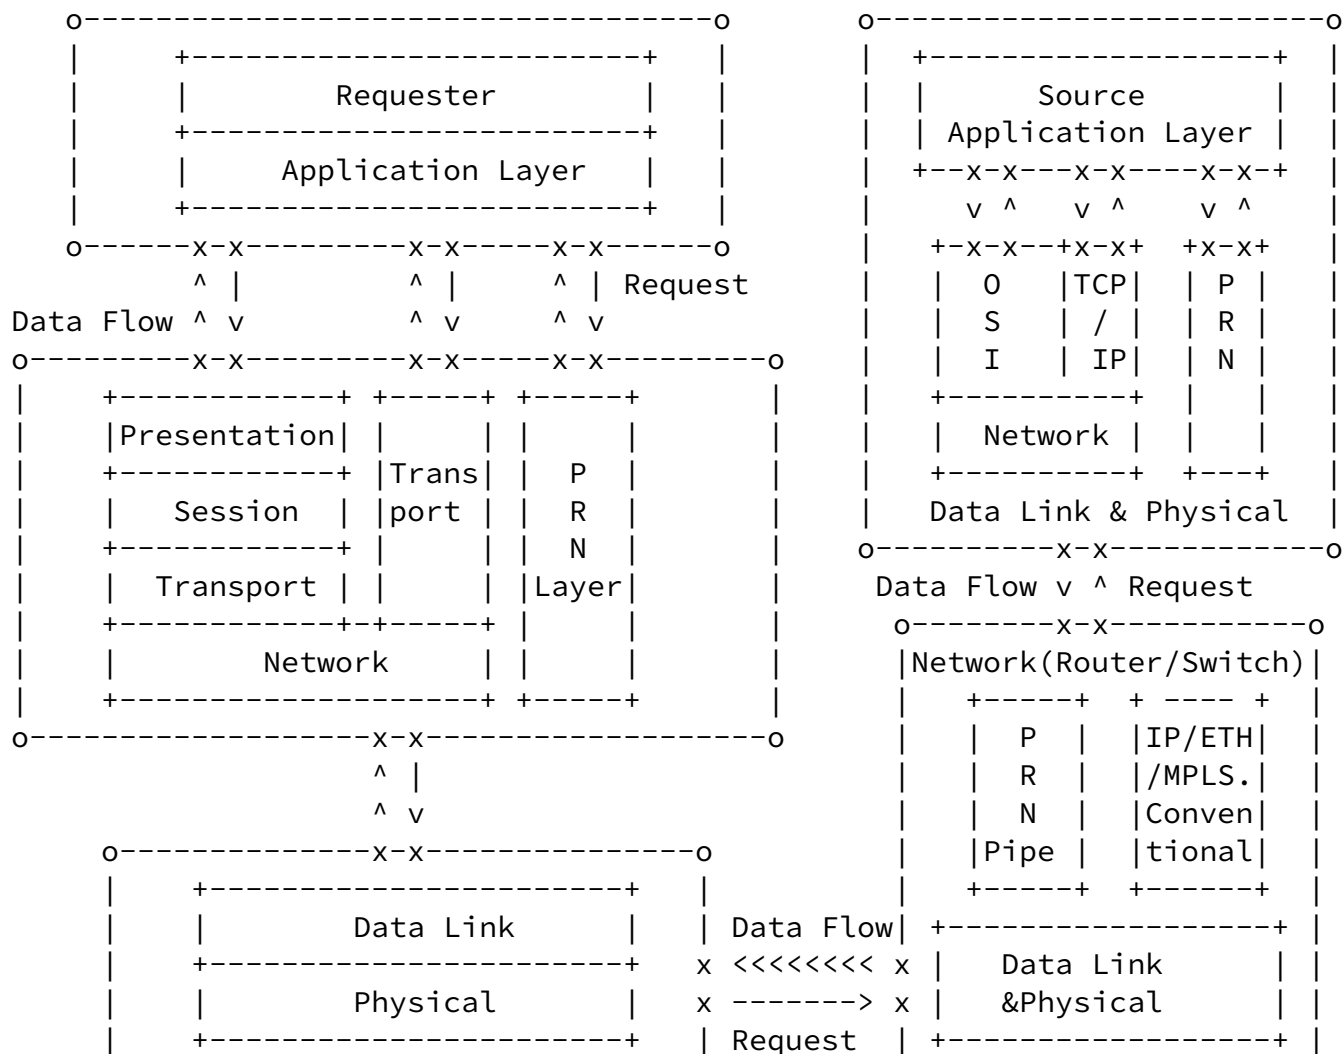 Requester
Application Layer
Request
Data Flow
Presentation
Session
Transport
Network
Trans
port
P
R
N
Layer
Data Link
Physical
Data Flow
Request
Source
Application Layer
O
S
I
TCP
/
IP
P
R
N
Network
Data Link & Physical
Data Flow v ^ Request
Network(Router/Switch)
P
R
N
Pipe
IP/ETH
/MPLS.
Conven
tional
Data Link
&Physical